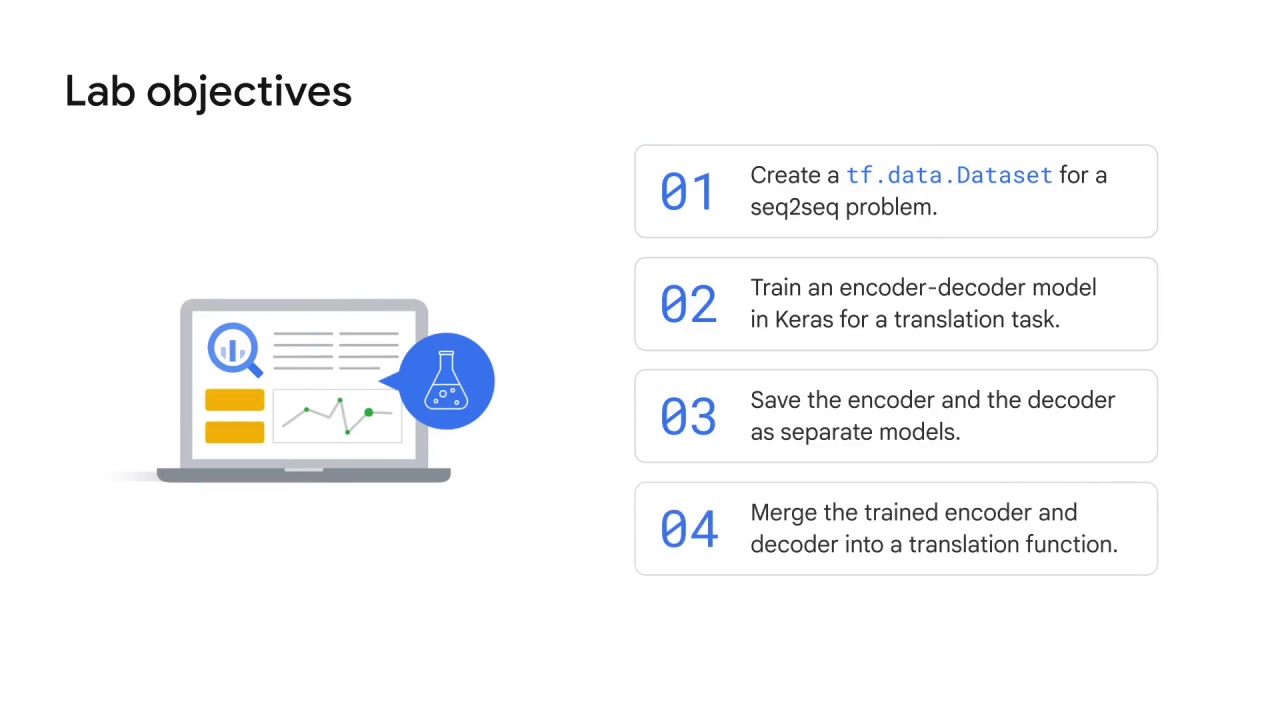 Lab objectives
01
Create a tf.data.Dataset for a
seq2seq problem.
02
Train an encoder-decoder model
in Keras for a translation task.
03
Save the encoder and the decoder
as separate models.
04
Merge the trained encoder and
decoder into a translation function.